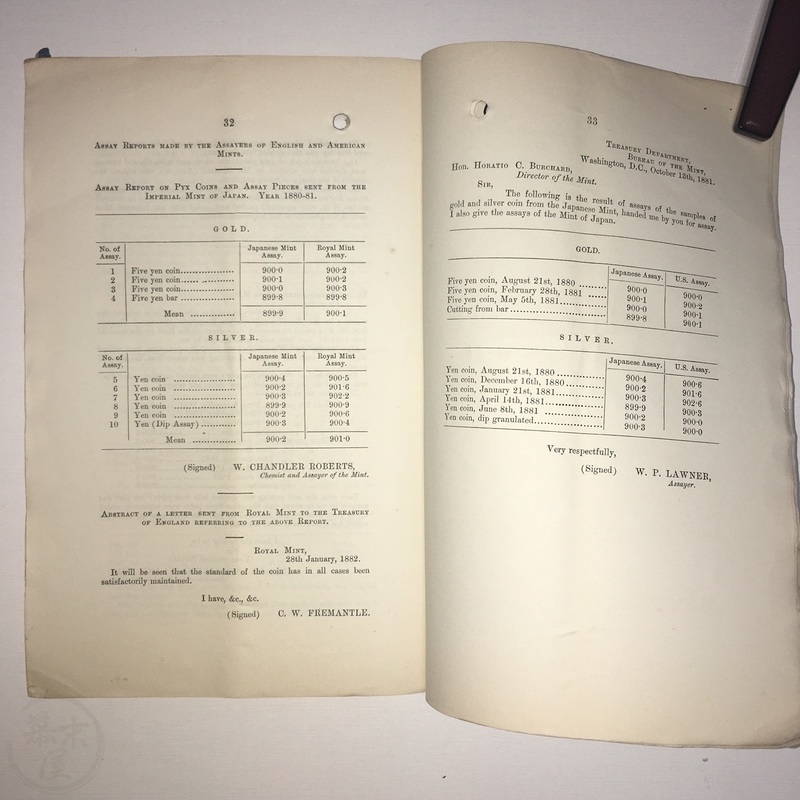 32
Assay Reports made by the Assayers of English and American
Mints.
Assay Report on Pyx Coins and Assay Pieces sent from the
Imperial Mint of Japan. Year 1880-81.
GOLD.
No. of Assay. Japanese Mint Assay. Royal Mint Assay.
1 Five yen coin.................. 900·0 900·2
2 Five yen coin...... ........... 900·1 900·2
3 Five yen coin.................. 900·0 900·3
4 Five yen bar .................. 899·8 899·8
Mean ............... 899·9 900·1
SILVER.
No. of Assay. Japanese Mint Assay. Royal Mint Assay.
5 Yen coin ..................... 900·4 900·5
6 Yen coin ..................... 900·2 901·6
7 Yen coin ..................... 900·3 902·2
8 Yen coin ..................... 899·9 900·9
9 Yen coin ..................... 900·2 900·6
10 Yen (Dip Assay) ............ 900·3 900·4
Mean ............... 900·2 901·0
(Signed) W. CHANDLER ROBERTS,
Chemist and Assayer of the Mint.
Abstract of a letter sent from Royal Mint to the Treasury
of England referring to the above Report.
Royal Mint,
28th January, 1882.
It will be seen that the standard of the coin has in all cases been
satisfactorily maintained.
I have, &c., &c.
(Signed) C. W. FREMANTLE.
33
Treasury Department,
Bureau of the Mint,
Washington, D.C., October 13th, 1881.
Hon. Horatio C. Burchard,
Director of the Mint.
Sir,
The following is the result of assays of the samples of
gold and silver coin from the Japanese Mint, handed me by you for assay.
I also give the assays of the Mint of Japan.
GOLD.
Japanese Assay. U.S. Assay.
Five yen coin, August 21st, 1880 ......... 900·0 900·0
Five yen coin, February 28th, 1881 ...... 900·1 900·2
Five yen coin, May 5th, 1881............... 900·0 900·1
Cutting from bar.............................. 899·8 900·1
SILVER.
Japanese Assay. U.S. Assay.
Yen coin, August 21st, 1880 ............... 900·4 900·6
Yen coin, December 16th, 1880 ............ 900·2 901·6
Yen coin, January 21st, 1881............... 900·3 902·6
Yen coin, April 14th, 1881.................. 899·9 900·3
Yen coin, June 8th, 1881 .................. 900·2 900·0
Yen coin, dip granulated..................... 900·3 900·0
Very respectfully,
(Signed) W. P. LAWNER,
Assayer.
幕末屋